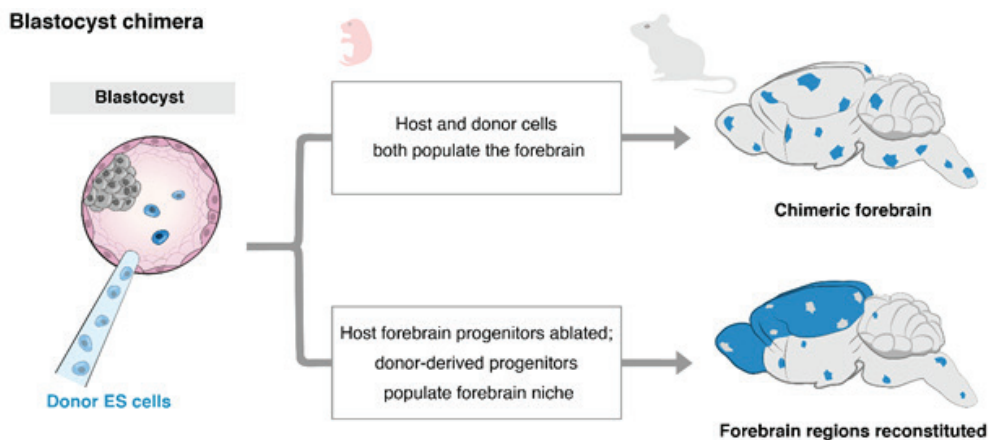 Blastocyst chimera
Blastocyst
Donor ES cells
Host and donor cells
both populate the forebrain
Chimeric forebrain
Host forebrain progenitors ablated;
donor-derived progenitors
populate forebrain niche
Forebrain regions reconstituted